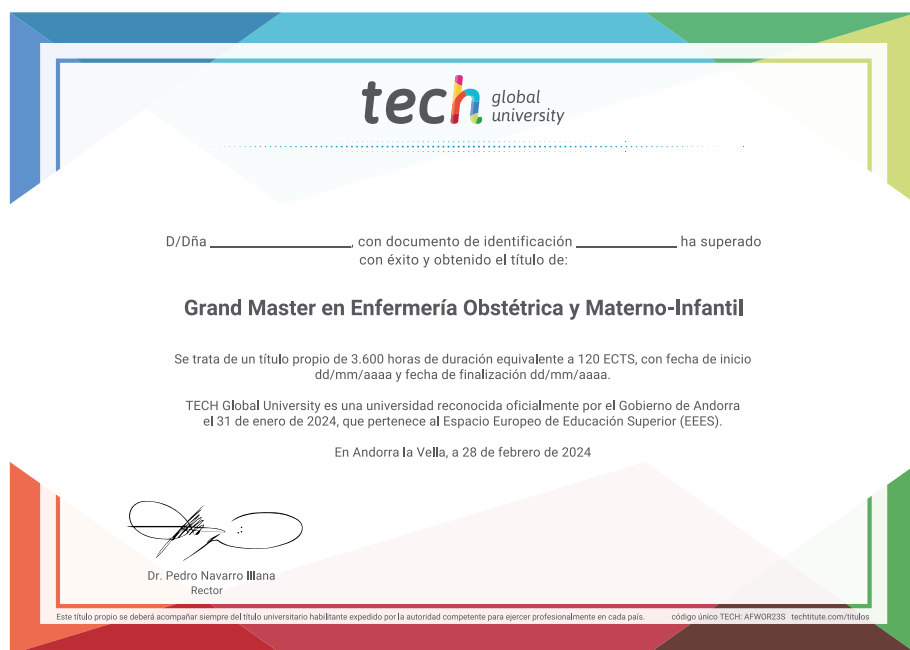 tech global
university
D/Dña ______________, con documento de identificación __________ ha superado
con éxito y obtenido el título de:
Grand Master en Enfermería Obstétrica y Materno-Infantil
Se trata de un título propio de 3.600 horas de duración equivalente a 120 ECTS, con fecha de inicio
dd/mm/aaaa y fecha de finalización dd/mm/aaaa.
TECH Global University es una universidad reconocida oficialmente por el Gobierno de Andorra
el 31 de enero de 2024, que pertenece al Espacio Europeo de Educación Superior (EEES).
En Andorra la Vella, a 28 de febrero de 2024
Dr. Pedro Navarro Illana
Rector
Este título propio se deberá acompañar siempre del título universitario habilitante expedido por la autoridad competente para ejercer profesionalmente en cada país. código único TECH: AFWOR23S techtitute.com/titulos